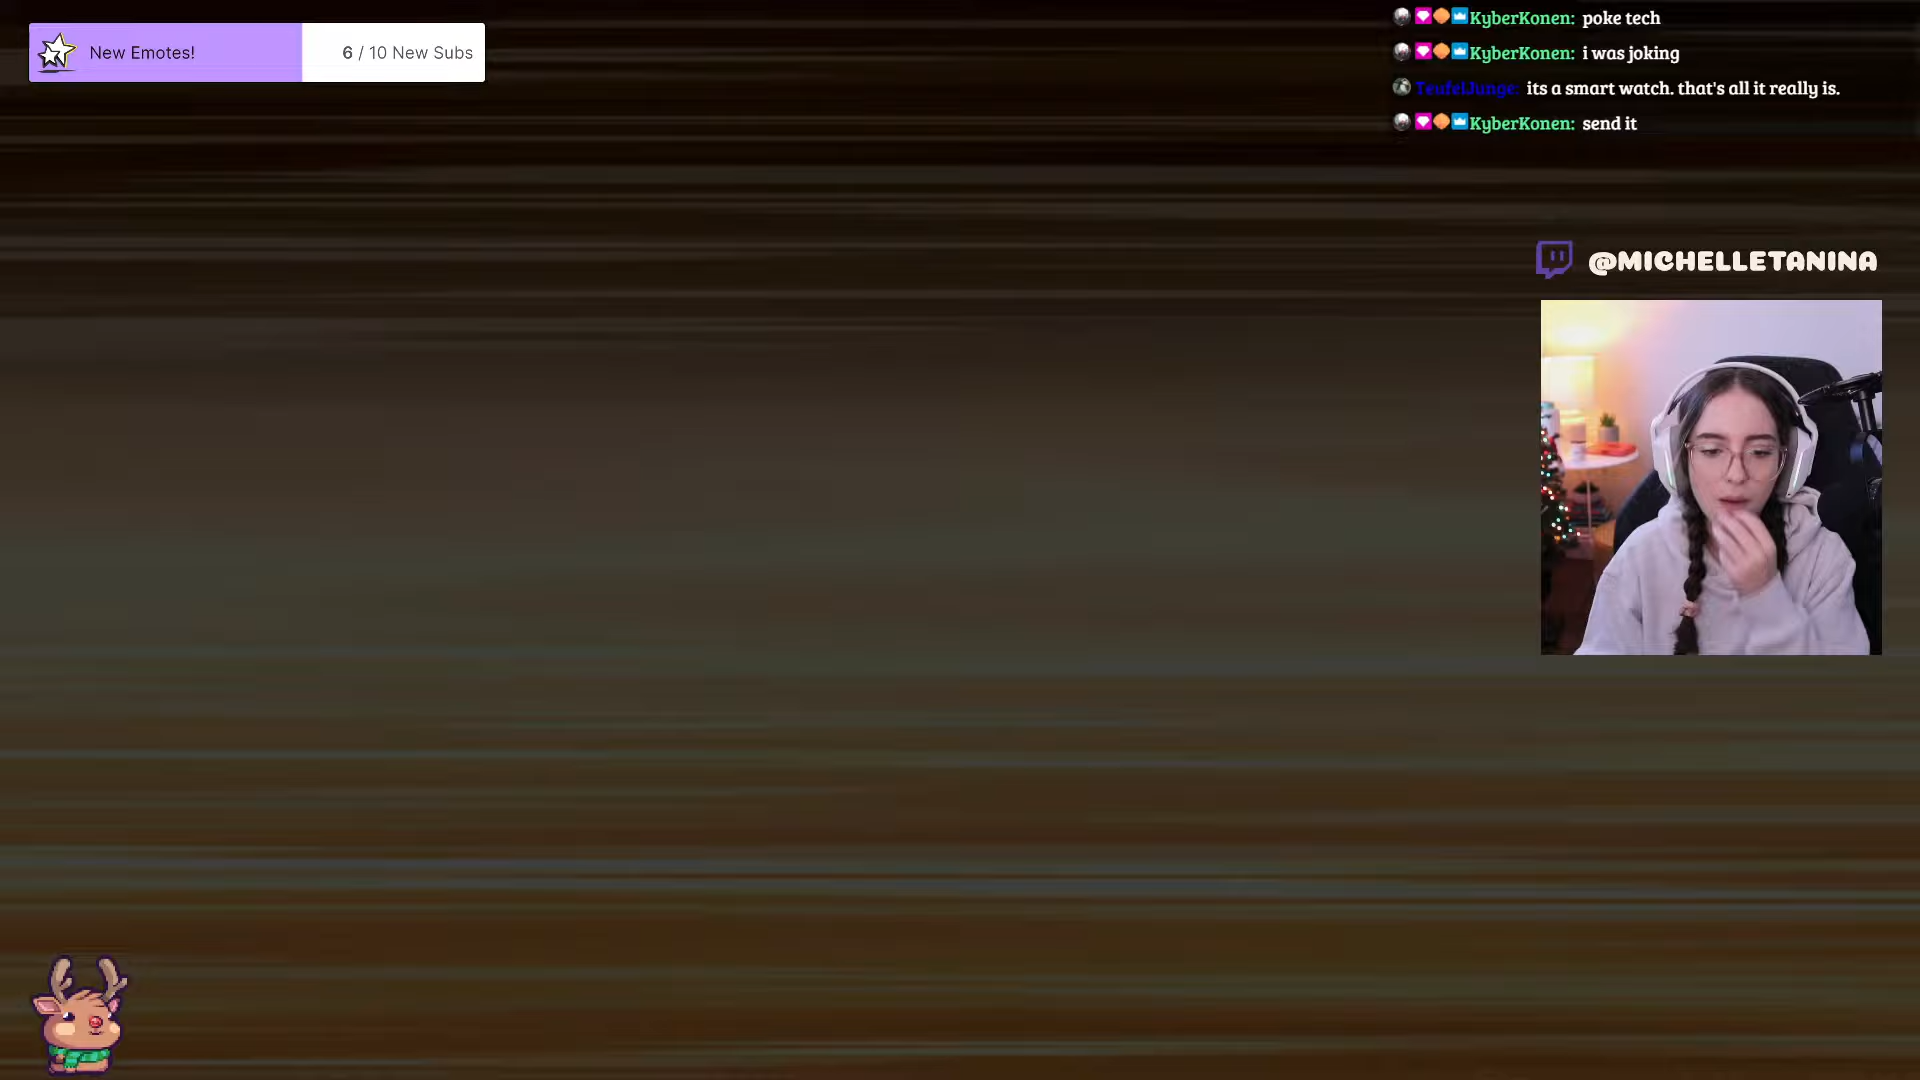 New Emotes!
6 / 10 New Subs
KyberKonen: poke tech
KyberKonen: i was joking
TeufelJunge: its a smart watch. that's all it really is.
KyberKonen: send it
@MICHELLETANINA